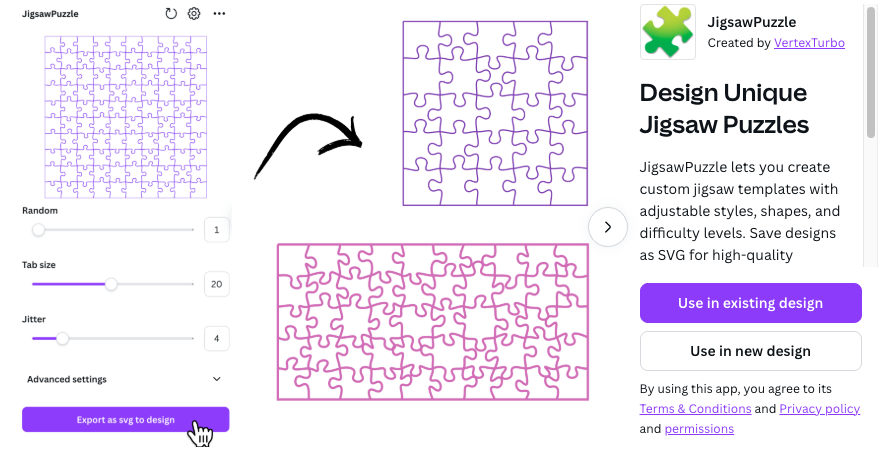 JigsawPuzzle
Random
1
Tab size
20
Jitter
4
Advanced settings
Export as svg to design
JigsawPuzzle
Created by VertexTurbo
Design Unique
Jigsaw Puzzles
JigsawPuzzle lets you create
custom jigsaw templates with
adjustable styles, shapes, and
difficulty levels. Save designs
as SVG for high-quality
Use in existing design
Use in new design
By using this app, you agree to its
Terms & Conditions and Privacy policy
and permissions